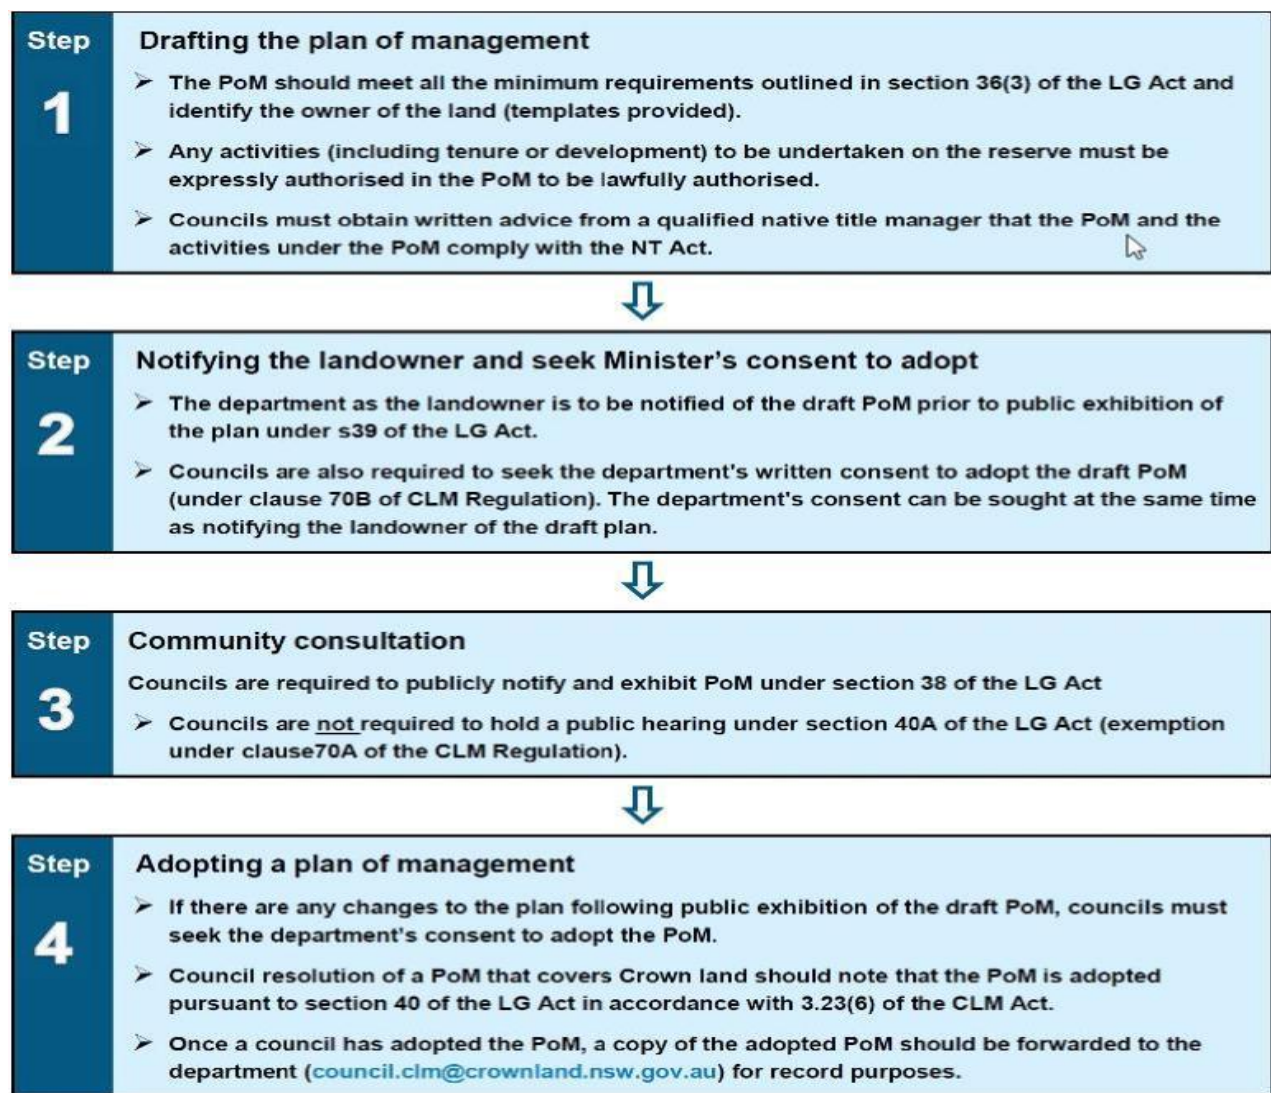 Step
1
Drafting the plan of management
➢ The PoM should meet all the minimum requirements outlined in section 36(3) of the LG Act and
identify the owner of the land (templates provided).
➢ Any activities (including tenure or development) to be undertaken on the reserve must be
expressly authorised in the PoM to be lawfully authorised.
➢ Councils must obtain written advice from a qualified native title manager that the PoM and the
activities under the PoM comply with the NT Act.
Step
2
Notifying the landowner and seek Minister's consent to adopt
➢ The department as the landowner is to be notified of the draft PoM prior to public exhibition of
the plan under s39 of the LG Act.
➢ Councils are also required to seek the department's written consent to adopt the draft PoM
(under clause 70B of CLM Regulation). The department's consent can be sought at the same time
as notifying the landowner of the draft plan.
Step
3
Community consultation
Councils are required to publicly notify and exhibit PoM under section 38 of the LG Act
➢ Councils are not required to hold a public hearing under section 40A of the LG Act (exemption
under clause70A of the CLM Regulation).
Step
4
Adopting a plan of management
➢ If there are any changes to the plan following public exhibition of the draft PoM, councils must
seek the department's consent to adopt the PoM.
➢ Council resolution of a PoM that covers Crown land should note that the PoM is adopted
pursuant to section 40 of the LG Act in accordance with 3.23(6) of the CLM Act.
➢ Once a council has adopted the PoM, a copy of the adopted PoM should be forwarded to the
department (council.clm@crownland.nsw.gov.au) for record purposes.